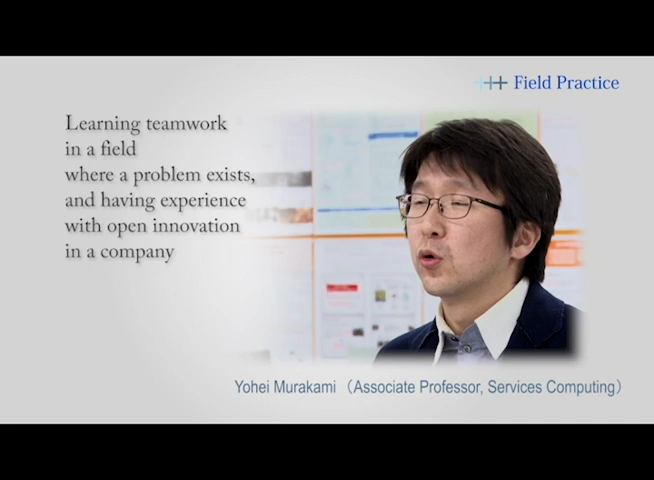 +++ Field Practice
Learning teamwork
in a field
where a problem exists,
and having experience
with open innovation
in a company
Yohei Murakami （Associate Professor, Services Computing）